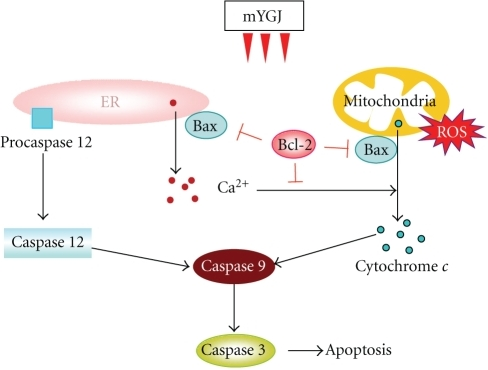 mYGJ
ER
Mitochondria
ROS
Bax
Bcl-2
Bax
Procaspase 12
Ca2+
Caspase 12
Caspase 9
Cytochrome c
Caspase 3
Apoptosis